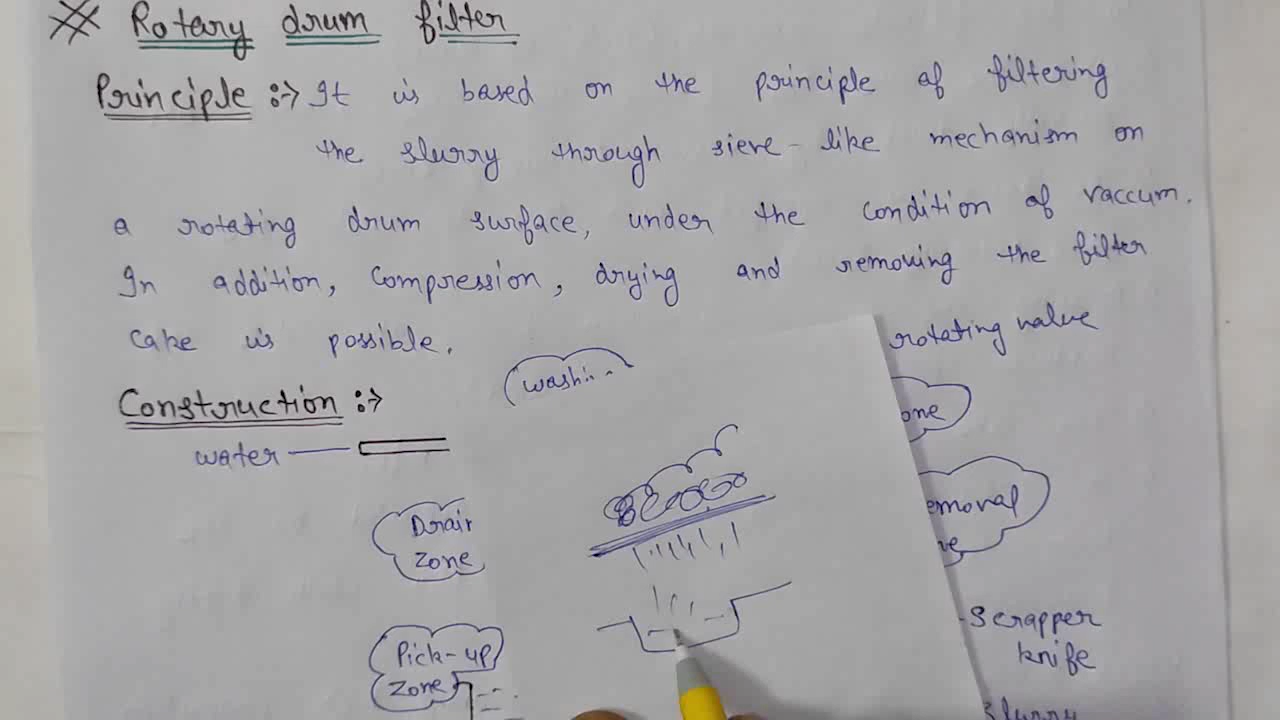 Rotary drum filter
Principle :→ It is based on the principle of filtering
the slurry through sieve-like mechanism on
a rotating drum surface, under the condition of vaccum.
In addition, compression, drying and removing the filter
cake is possible.
rotating valve
Construction :→
water
Drain
zone
Pick-up
zone
Scrapper
knife
Slurry